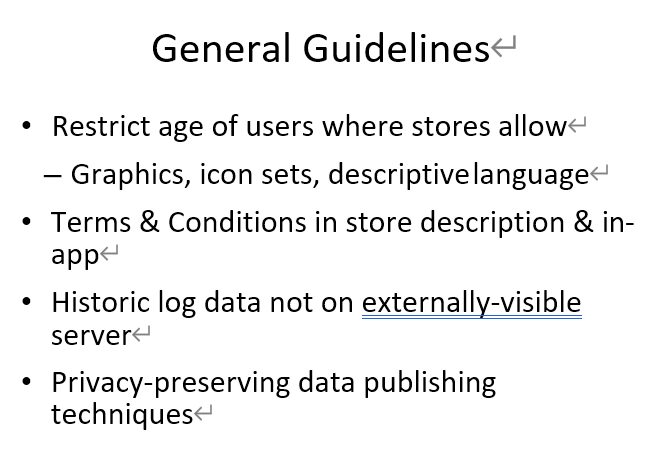 General Guidelines↵
• Restrict age of users where stores allow↵
– Graphics, icon sets, descriptive language↵
• Terms & Conditions in store description & in-
app↵
• Historic log data not on externally-visible
server↵
• Privacy-preserving data publishing
techniques↵